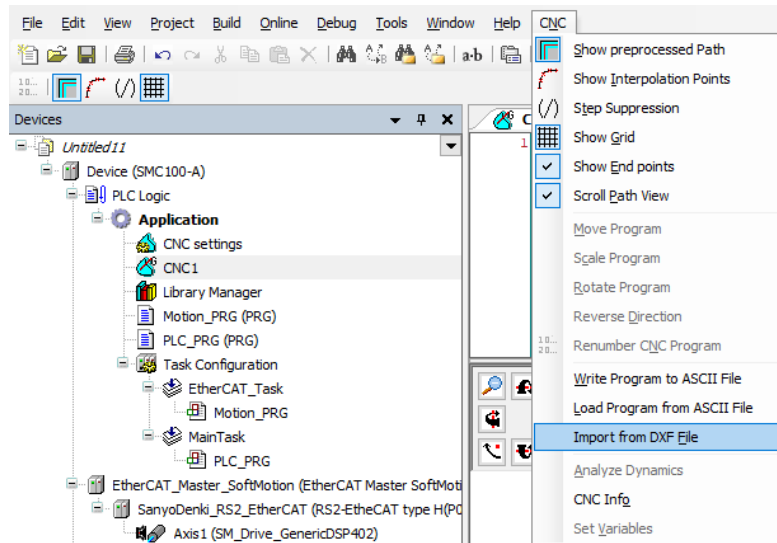 File Edit View Project Build Online Debug Tools Window Help CNC
Devices
Untitled11
Device (SMC100-A)
PLC Logic
Application
CNC settings
CNC1
Library Manager
Motion_PRG (PRG)
PLC_PRG (PRG)
Task Configuration
EtherCAT_Task
Motion_PRG
MainTask
PLC_PRG
EtherCAT_Master_SoftMotion (EtherCAT Master SoftMoti
SanyoDenki_RS2_EtherCAT (RS2-EtheCAT type H(PC
Axis1 (SM_Drive_GenericDSP402)
C
1
Show preprocessed Path
Show Interpolation Points
Step Suppression
Show Grid
Show End points
Scroll Path View
Move Program
Scale Program
Rotate Program
Reverse Direction
Renumber CNC Program
Write Program to ASCII File
Load Program from ASCII File
Import from DXF File
Analyze Dynamics
CNC Info
Set Variables